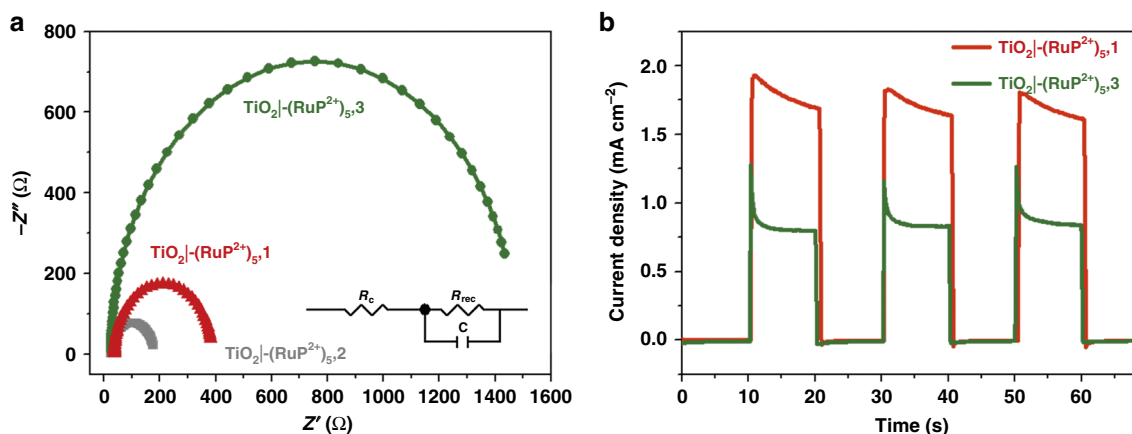 a
800
600
400
200
0
−Z″ (Ω)
TiO₂|-(RuP²⁺)₅,3
TiO₂|-(RuP²⁺)₅,1
TiO₂|-(RuP²⁺)₅,2
R_c
R_rec
C
0 200 400 600 800 1000 1200 1400 1600
Z′ (Ω)
b
TiO₂|-(RuP²⁺)₅,1
TiO₂|-(RuP²⁺)₅,3
2.0
1.5
1.0
0.5
0.0
Current density (mA cm⁻²)
0 10 20 30 40 50 60
Time (s)